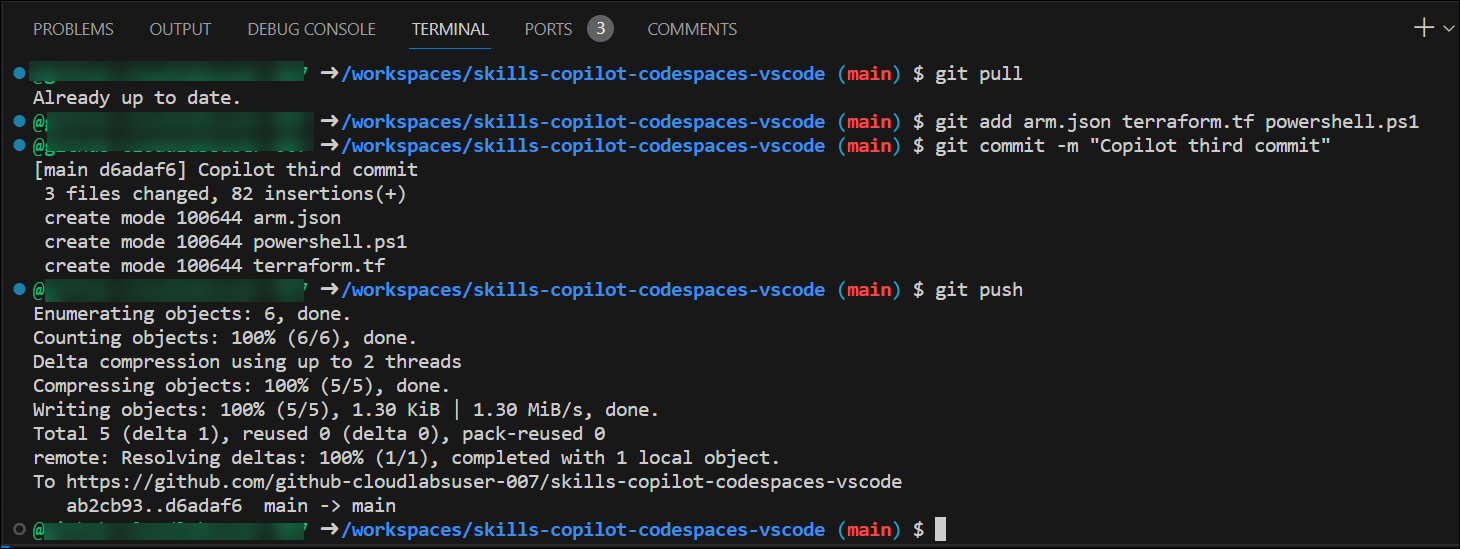 PROBLEMS OUTPUT DEBUG CONSOLE TERMINAL PORTS 3 COMMENTS
➜/workspaces/skills-copilot-codespaces-vscode (main) $ git pull
Already up to date.
@ ➜/workspaces/skills-copilot-codespaces-vscode (main) $ git add arm.json terraform.tf powershell.ps1
@ ➜/workspaces/skills-copilot-codespaces-vscode (main) $ git commit -m "Copilot third commit"
[main d6adaf6] Copilot third commit
 3 files changed, 82 insertions(+)
 create mode 100644 arm.json
 create mode 100644 powershell.ps1
 create mode 100644 terraform.tf
@ ➜/workspaces/skills-copilot-codespaces-vscode (main) $ git push
Enumerating objects: 6, done.
Counting objects: 100% (6/6), done.
Delta compression using up to 2 threads
Compressing objects: 100% (5/5), done.
Writing objects: 100% (5/5), 1.30 KiB | 1.30 MiB/s, done.
Total 5 (delta 1), reused 0 (delta 0), pack-reused 0
remote: Resolving deltas: 100% (1/1), completed with 1 local object.
To https://github.com/github-cloudlabsuser-007/skills-copilot-codespaces-vscode
   ab2cb93..d6adaf6  main -> main
@ ➜/workspaces/skills-copilot-codespaces-vscode (main) $